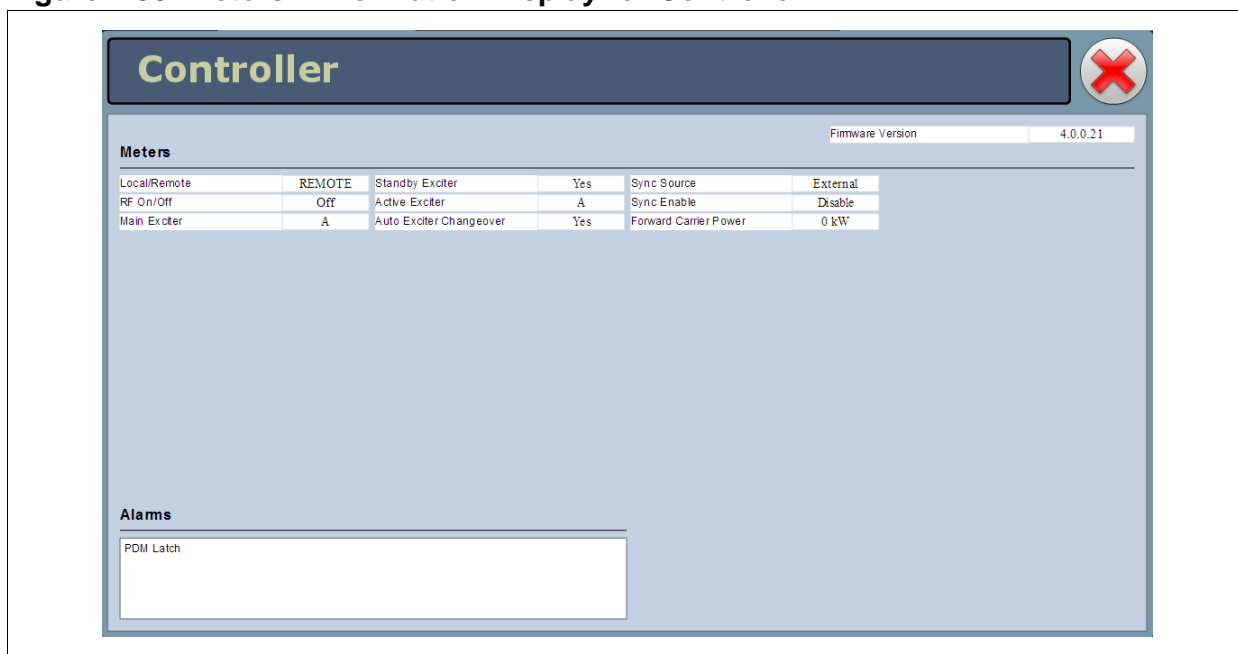 Controller
Firmware Version 4.0.0.21
Meters
Local/Remote REMOTE Standby Exciter Yes Sync Source External
RF On/Off Off Active Exciter A Sync Enable Disable
Main Exciter A Auto Exciter Changeover Yes Forward Carrier Power 0 kW
Alarms
PDM Latch